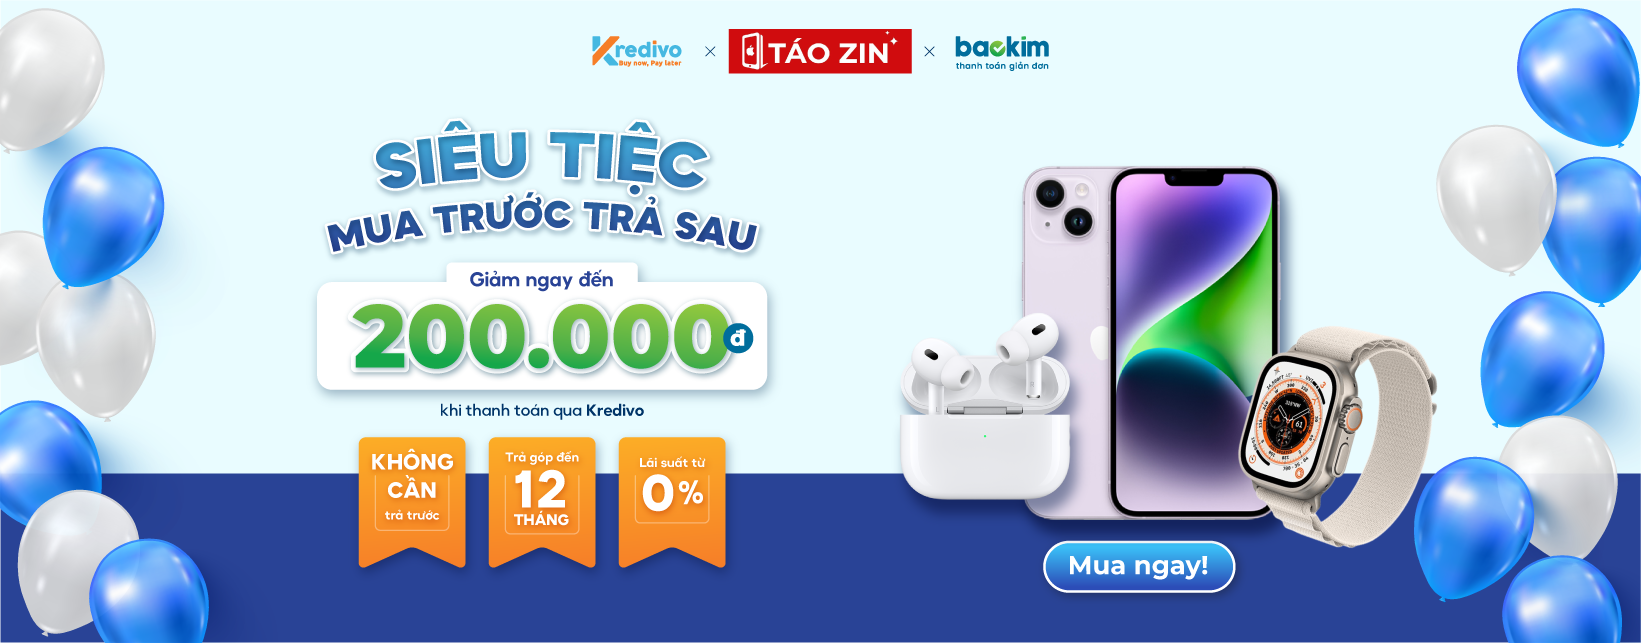 Kredivo
Buy now, Pay later
×
TÁO ZIN
×
baokim
thanh toán giản đơn
SIÊU TIỆC
MUA TRƯỚC TRẢ SAU
Giảm ngay đến
200.000đ
khi thanh toán qua Kredivo
KHÔNG
CẦN
trả trước
Trả góp đến
12
THÁNG
Lãi suất từ
0%
Mua ngay!